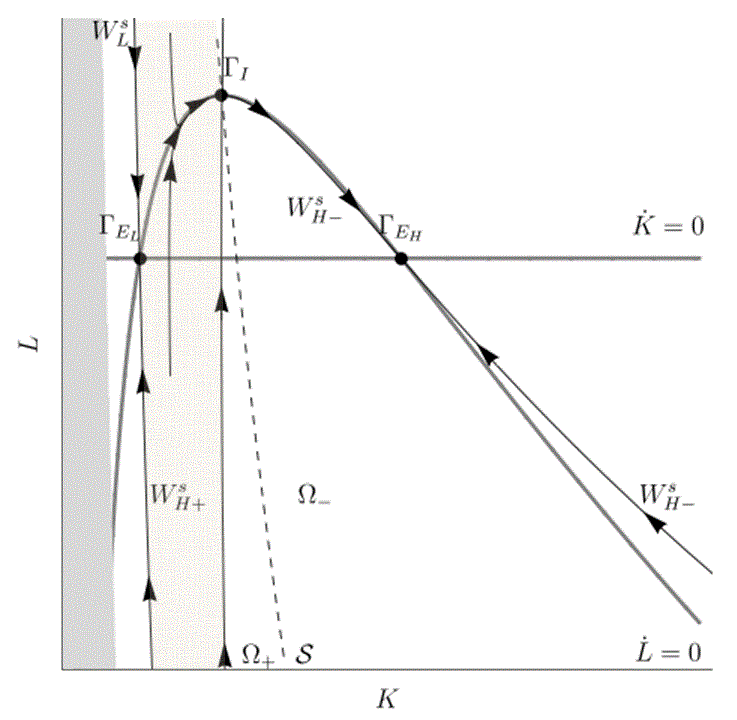 W^s_L
Γ_I
W^s_{H−}
Γ_{E_L}
Γ_{E_H}
K̇ = 0
L
W^s_{H+}
Ω_−
W^s_{H−}
Ω_+
𝒮
L̇ = 0
K